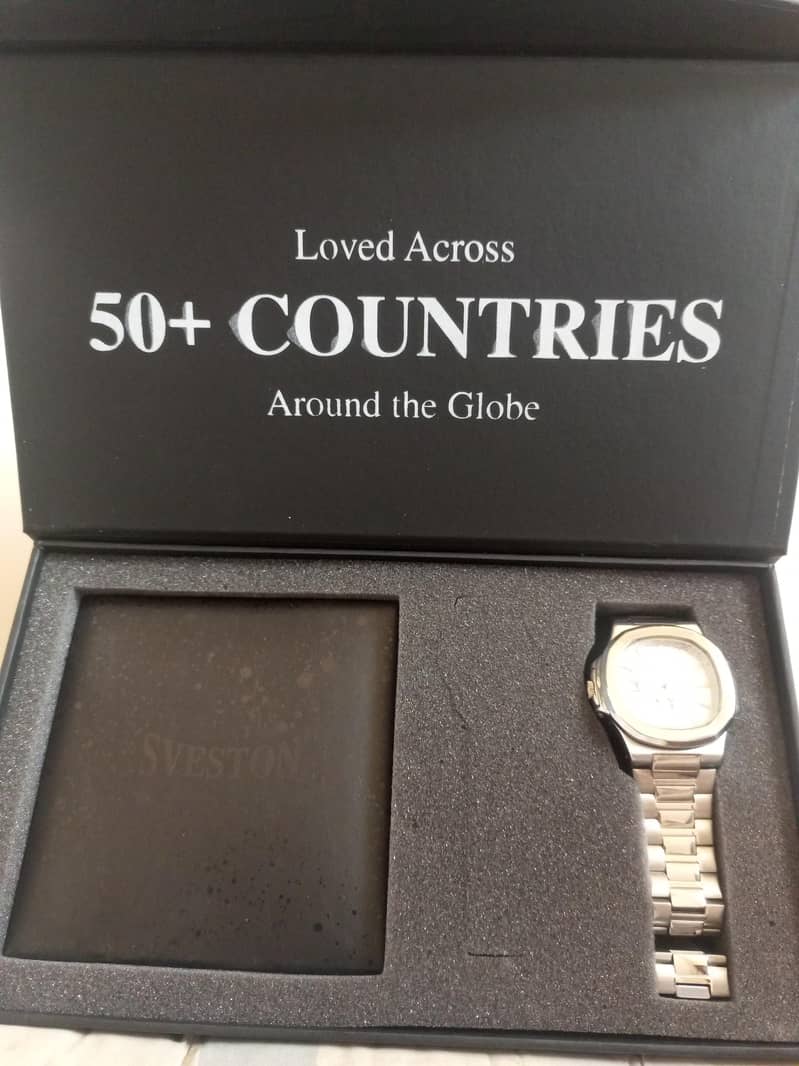 Loved Across
50+ COUNTRIES
Around the Globe
SVESTON